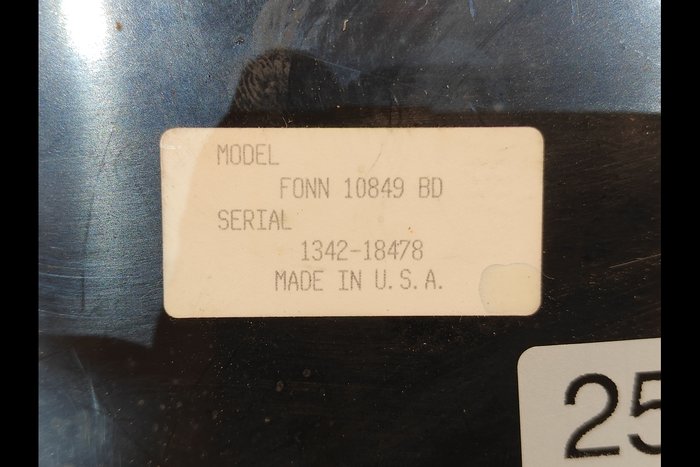 MODEL
FONN 10849 BD
SERIAL
1342-18478
MADE IN U.S.A.
25